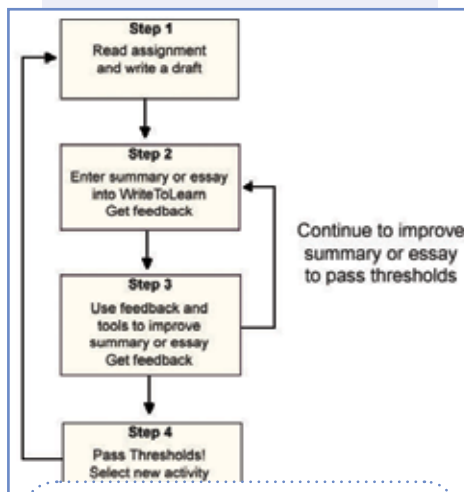 Step 1
Read assignment
and write a draft
Step 2
Enter summary or essay
into WriteToLearn
Get feedback
Continue to improve
summary or essay
to pass thresholds
Step 3
Use feedback and
tools to improve
summary or essay
Get feedback
Step 4
Pass Thresholds!
Select new activity